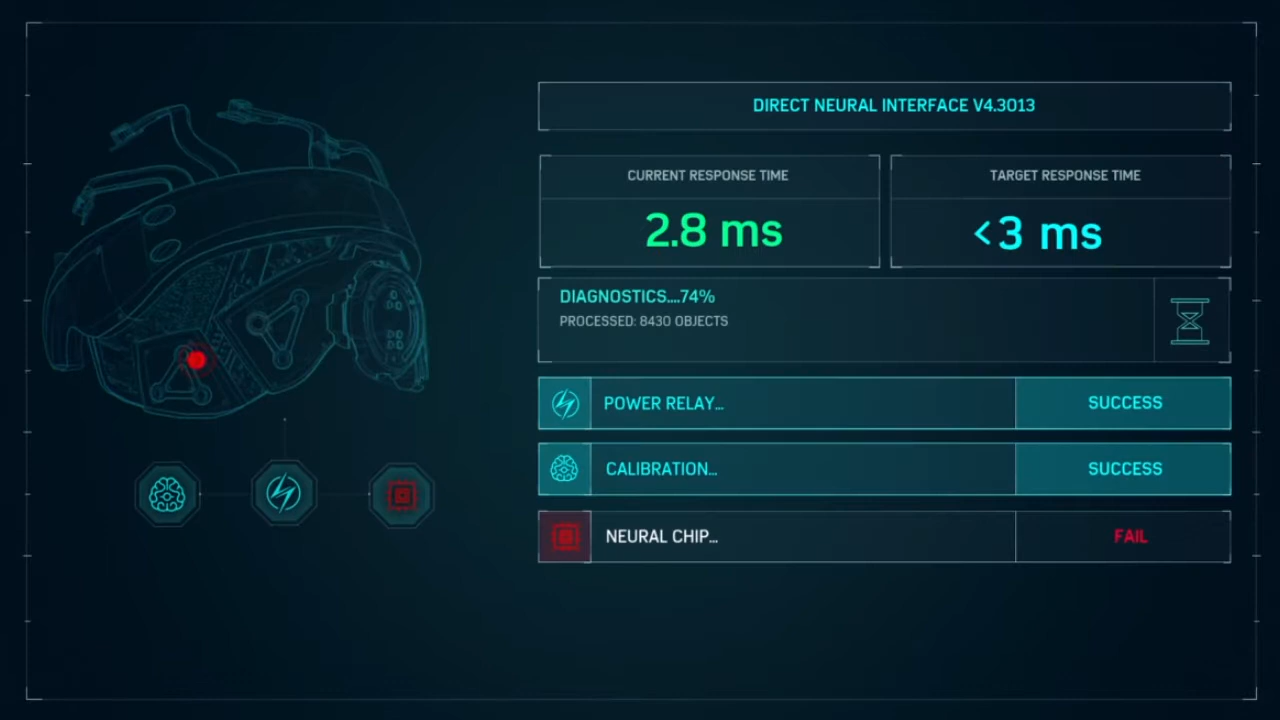 DIRECT NEURAL INTERFACE V4.3013
CURRENT RESPONSE TIME
2.8 ms
TARGET RESPONSE TIME
<3 ms
DIAGNOSTICS....74%
PROCESSED: 8430 OBJECTS
POWER RELAY...
SUCCESS
CALIBRATION...
SUCCESS
NEURAL CHIP...
FAIL